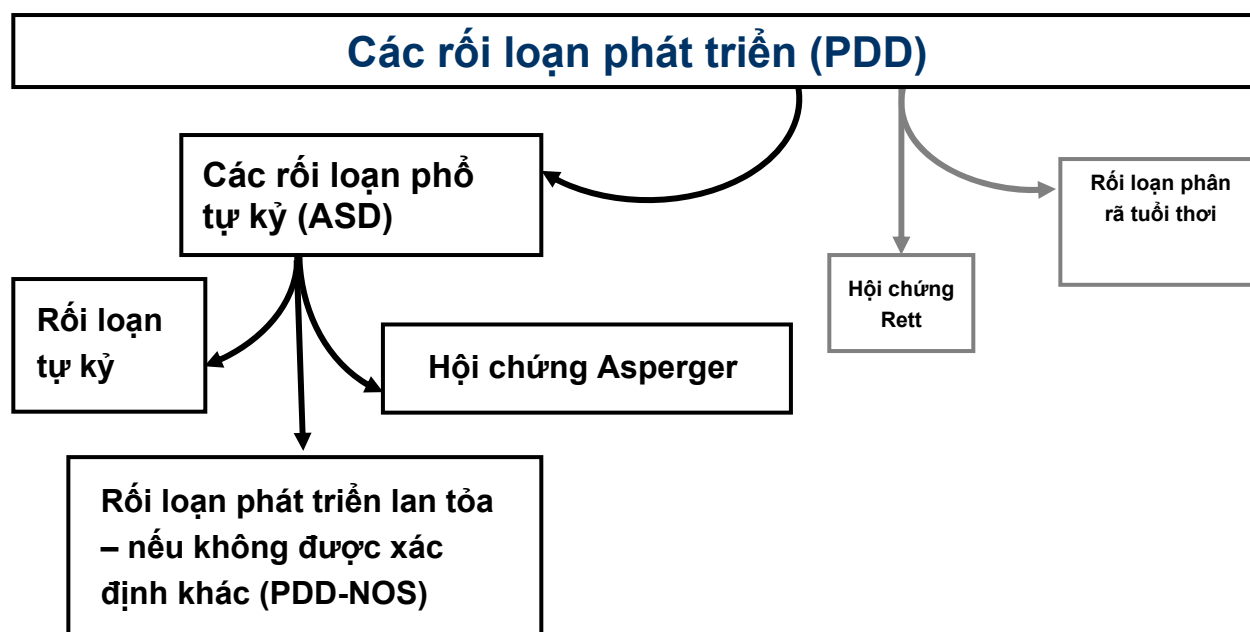 Các rối loạn phát triển (PDD)
Các rối loạn phổ
tự kỷ (ASD)
Rối loạn phân
rã tuổi thơi
Hội chứng
Rett
Rối loạn
tự kỷ
Hội chứng Asperger
Rối loạn phát triển lan tỏa
– nếu không được xác
định khác (PDD-NOS)